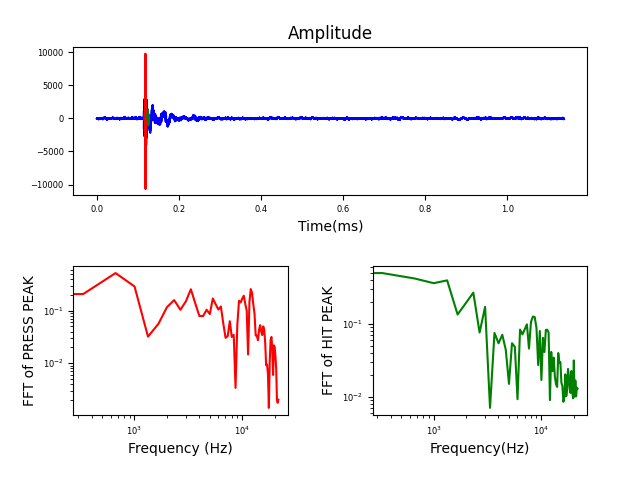 Amplitude
10000
5000
0
−5000
−10000
0.0 0.2 0.4 0.6 0.8 1.0
Time(ms)
FFT of PRESS PEAK
10⁻¹
10⁻²
10³ 10⁴
Frequency (Hz)
FFT of HIT PEAK
10⁻¹
10⁻²
10³ 10⁴
Frequency(Hz)